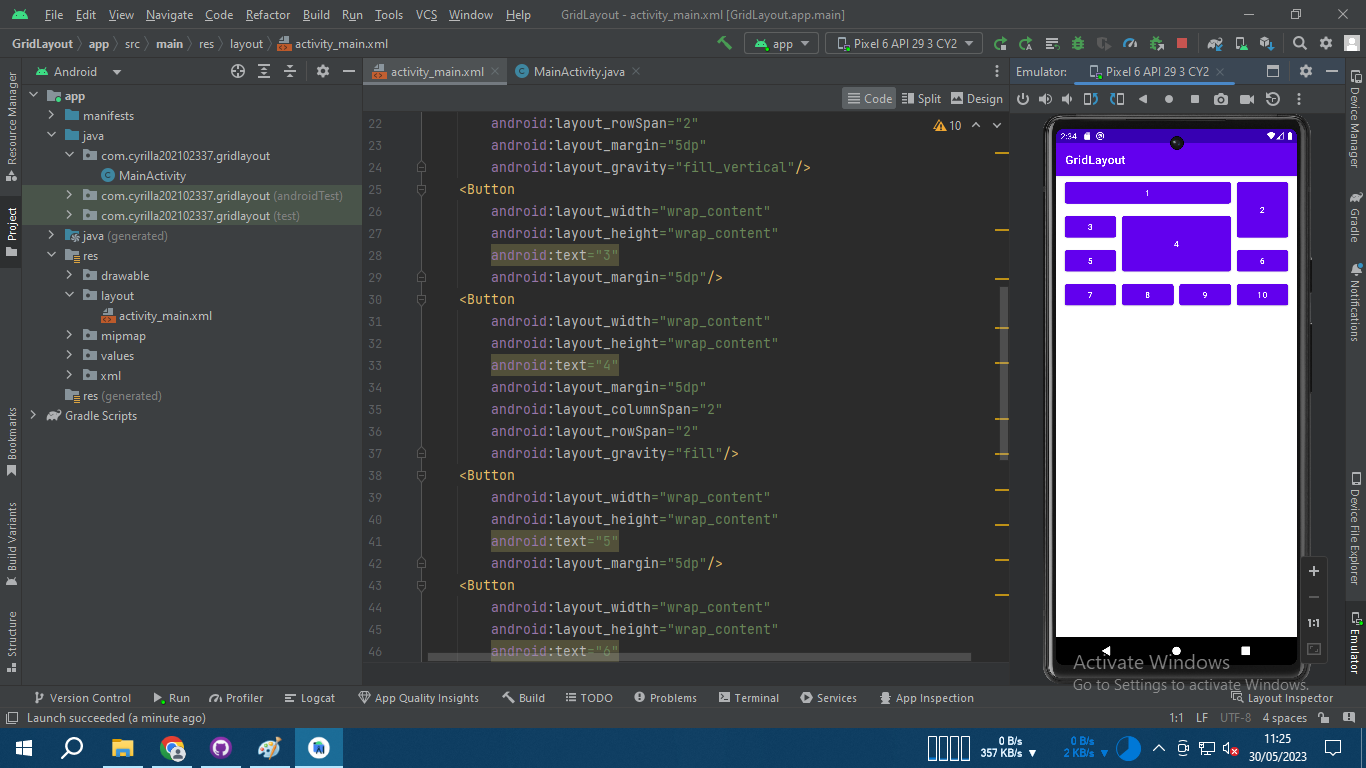 File Edit View Navigate Code Refactor Build Run Tools VCS Window Help GridLayout - activity_main.xml [GridLayout.app.main]
GridLayout app src main res layout activity_main.xml app Pixel 6 API 29 3 CY2
Android activity_main.xml MainActivity.java Emulator: Pixel 6 API 29 3 CY2
Code Split Design
Resource Manager
Project
Bookmarks
Build Variants
Structure
app
manifests
java
com.cyrilla202102337.gridlayout
MainActivity
com.cyrilla202102337.gridlayout (androidTest)
com.cyrilla202102337.gridlayout (test)
java (generated)
res
drawable
layout
activity_main.xml
mipmap
values
xml
res (generated)
Gradle Scripts
10
22 android:layout_rowSpan="2"
23 android:layout_margin="5dp"
24 android:layout_gravity="fill_vertical"/>
25 <Button
26 android:layout_width="wrap_content"
27 android:layout_height="wrap_content"
28 android:text="3"
29 android:layout_margin="5dp"/>
30 <Button
31 android:layout_width="wrap_content"
32 android:layout_height="wrap_content"
33 android:text="4"
34 android:layout_margin="5dp"
35 android:layout_columnSpan="2"
36 android:layout_rowSpan="2"
37 android:layout_gravity="fill"/>
38 <Button
39 android:layout_width="wrap_content"
40 android:layout_height="wrap_content"
41 android:text="5"
42 android:layout_margin="5dp"/>
43 <Button
44 android:layout_width="wrap_content"
45 android:layout_height="wrap_content"
46 android:text="6"
2:34
GridLayout
1
2
3
4
5
6
7 8 9 10
1:1
Device Manager
Gradle
Notifications
Device File Explorer
Emulator
Activate Windows
Go to Settings to activate Windows.
Version Control Run Profiler Logcat App Quality Insights Build TODO Problems Terminal Services App Inspection Layout Inspector
Launch succeeded (a minute ago) 1:1 LF UTF-8 4 spaces
0 B/s 0 B/s 11:25
357 KB/s 2 KB/s 30/05/2023